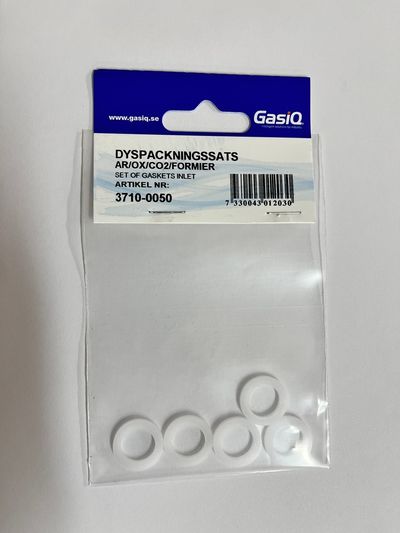 www.gasiq.se
GasiQ
DYSPACKNINGSSATS
AR/OX/CO2/FORMIER
SET OF GASKETS INLET
ARTIKEL NR:
3710-0050
7 330043 012030